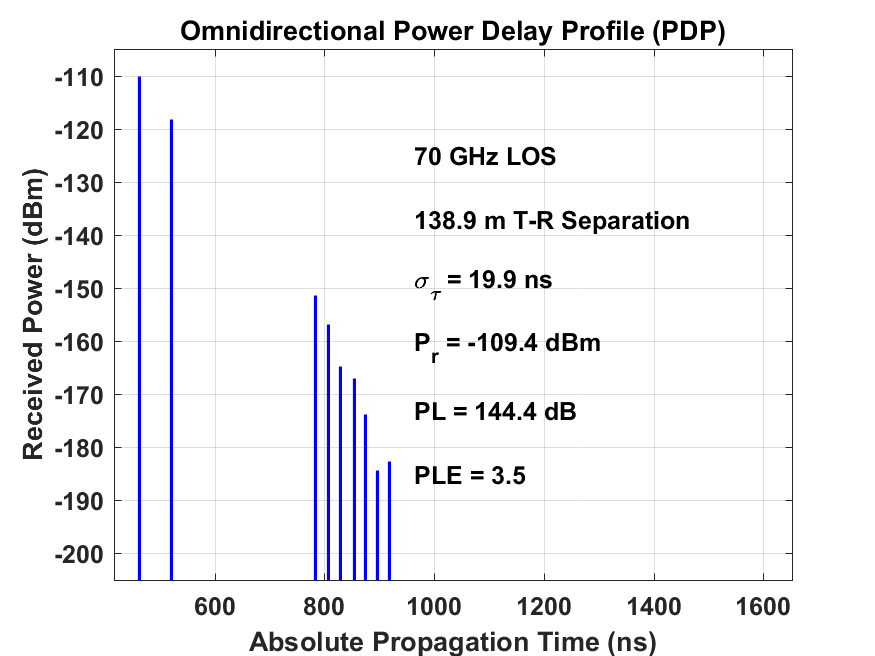 Omnidirectional Power Delay Profile (PDP)
Received Power (dBm)
-110
-120
-130
-140
-150
-160
-170
-180
-190
-200
70 GHz LOS
138.9 m T-R Separation
σ_τ = 19.9 ns
P_r = -109.4 dBm
PL = 144.4 dB
PLE = 3.5
600 800 1000 1200 1400 1600
Absolute Propagation Time (ns)